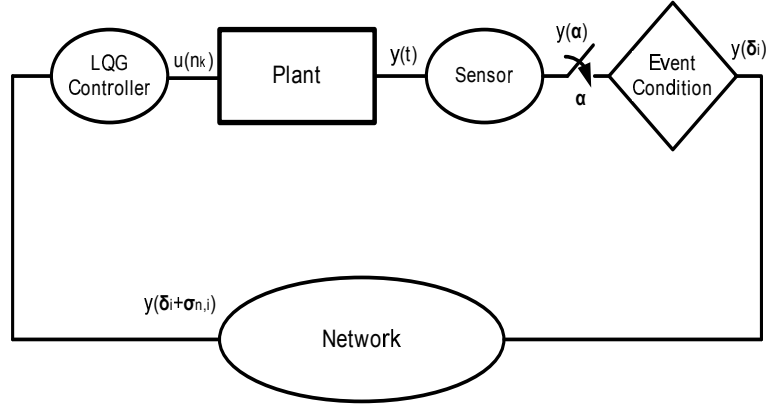 LQG
Controller
u(nₖ)
Plant
y(t)
Sensor
y(α)
α
Event
Condition
y(δᵢ)
y(δᵢ+σₙ,ᵢ)
Network